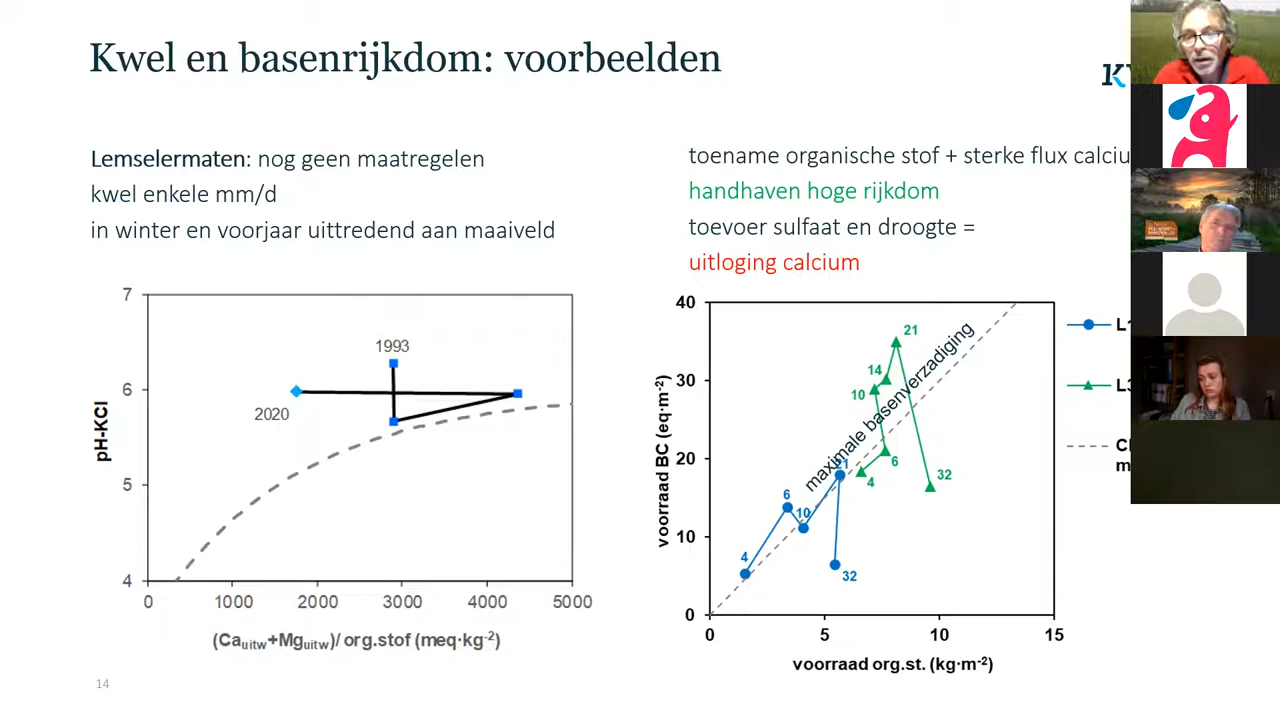 Kwel en basenrijkdom: voorbeelden
Lemselermaten: nog geen maatregelen
kwel enkele mm/d
in winter en voorjaar uittredend aan maaiveld
toename organische stof + sterke flux calciu
handhaven hoge rijkdom
toevoer sulfaat en droogte =
uitloging calcium
7
6
5
4
pH-KCl
1993
2020
0 1000 2000 3000 4000 5000
(Ca uitw+Mg uitw)/ org.stof (meq·kg-2)
40
30
20
10
0
voorraad BC (eq·m-2)
maximale basenverzadiging
21
14
10
6
4
32
6
10
4
32
0 5 10 15
voorraad org.st. (kg·m-2)
14